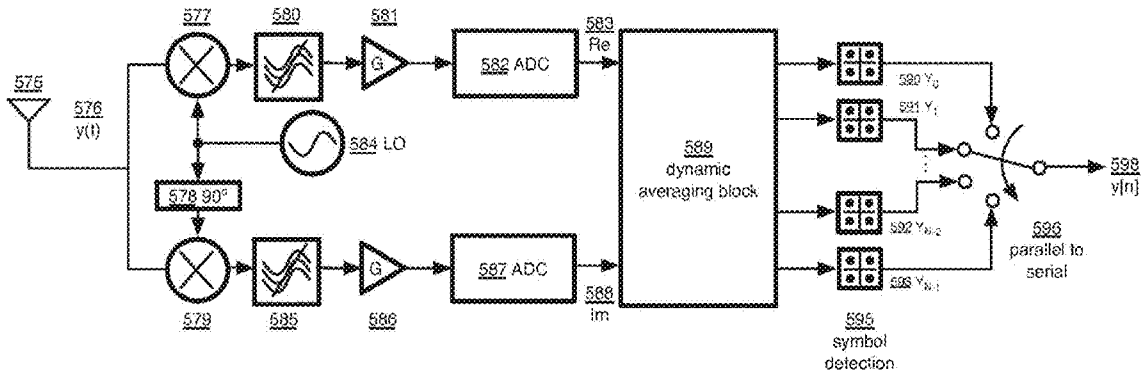 577
580
581
583
Re
G
582 ADC
575
576
y(t)
584 LO
578 90°
589
dynamic
averaging block
590 Y0
591 Y1
⋮
592 YN-2
593 YN-1
598
y[n]
596
parallel to
serial
G
587 ADC
588
Im
579
585
586
595
symbol
detection